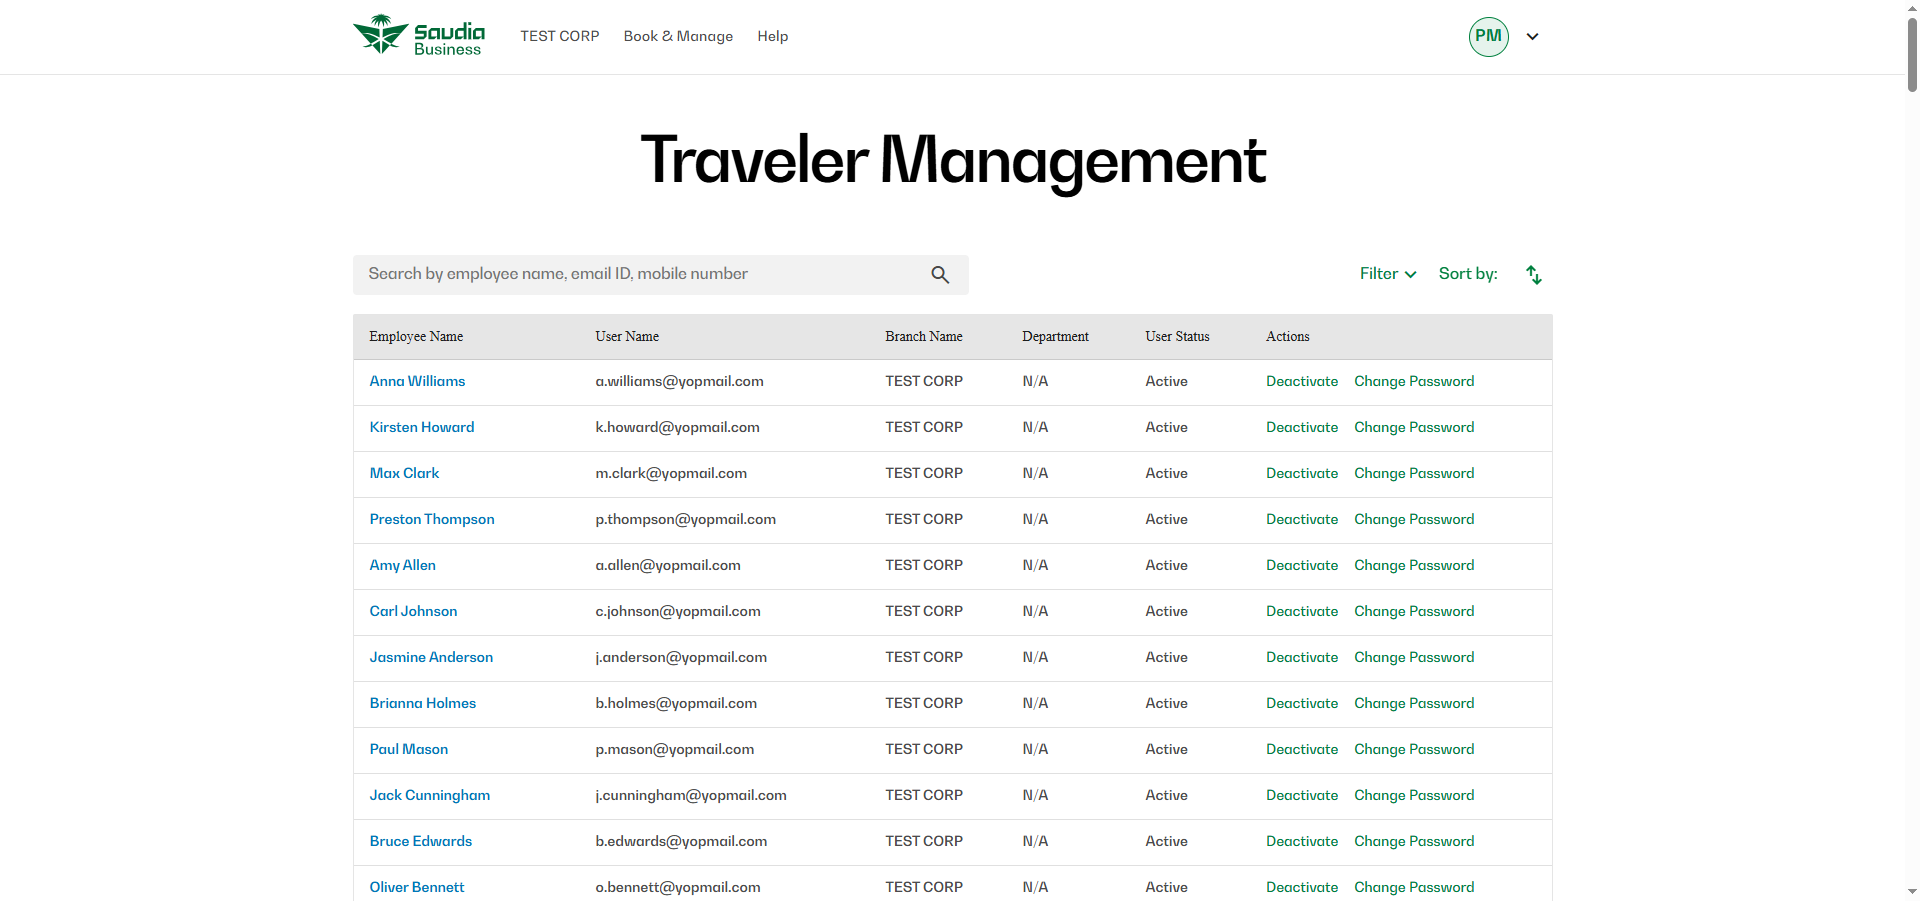 Saudia
Business
TEST CORP Book & Manage Help PM
Traveler Management
Search by employee name, email ID, mobile number Filter Sort by:
Employee Name User Name Branch Name Department User Status Actions
Anna Williams a.williams@yopmail.com TEST CORP N/A Active Deactivate Change Password
Kirsten Howard k.howard@yopmail.com TEST CORP N/A Active Deactivate Change Password
Max Clark m.clark@yopmail.com TEST CORP N/A Active Deactivate Change Password
Preston Thompson p.thompson@yopmail.com TEST CORP N/A Active Deactivate Change Password
Amy Allen a.allen@yopmail.com TEST CORP N/A Active Deactivate Change Password
Carl Johnson c.johnson@yopmail.com TEST CORP N/A Active Deactivate Change Password
Jasmine Anderson j.anderson@yopmail.com TEST CORP N/A Active Deactivate Change Password
Brianna Holmes b.holmes@yopmail.com TEST CORP N/A Active Deactivate Change Password
Paul Mason p.mason@yopmail.com TEST CORP N/A Active Deactivate Change Password
Jack Cunningham j.cunningham@yopmail.com TEST CORP N/A Active Deactivate Change Password
Bruce Edwards b.edwards@yopmail.com TEST CORP N/A Active Deactivate Change Password
Oliver Bennett o.bennett@yopmail.com TEST CORP N/A Active Deactivate Change Password